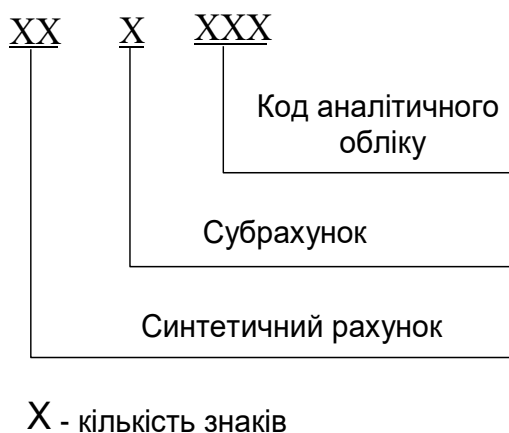 XX X XXX
Код аналітичного
обліку
Субрахунок
Синтетичний рахунок
X - кількість знаків